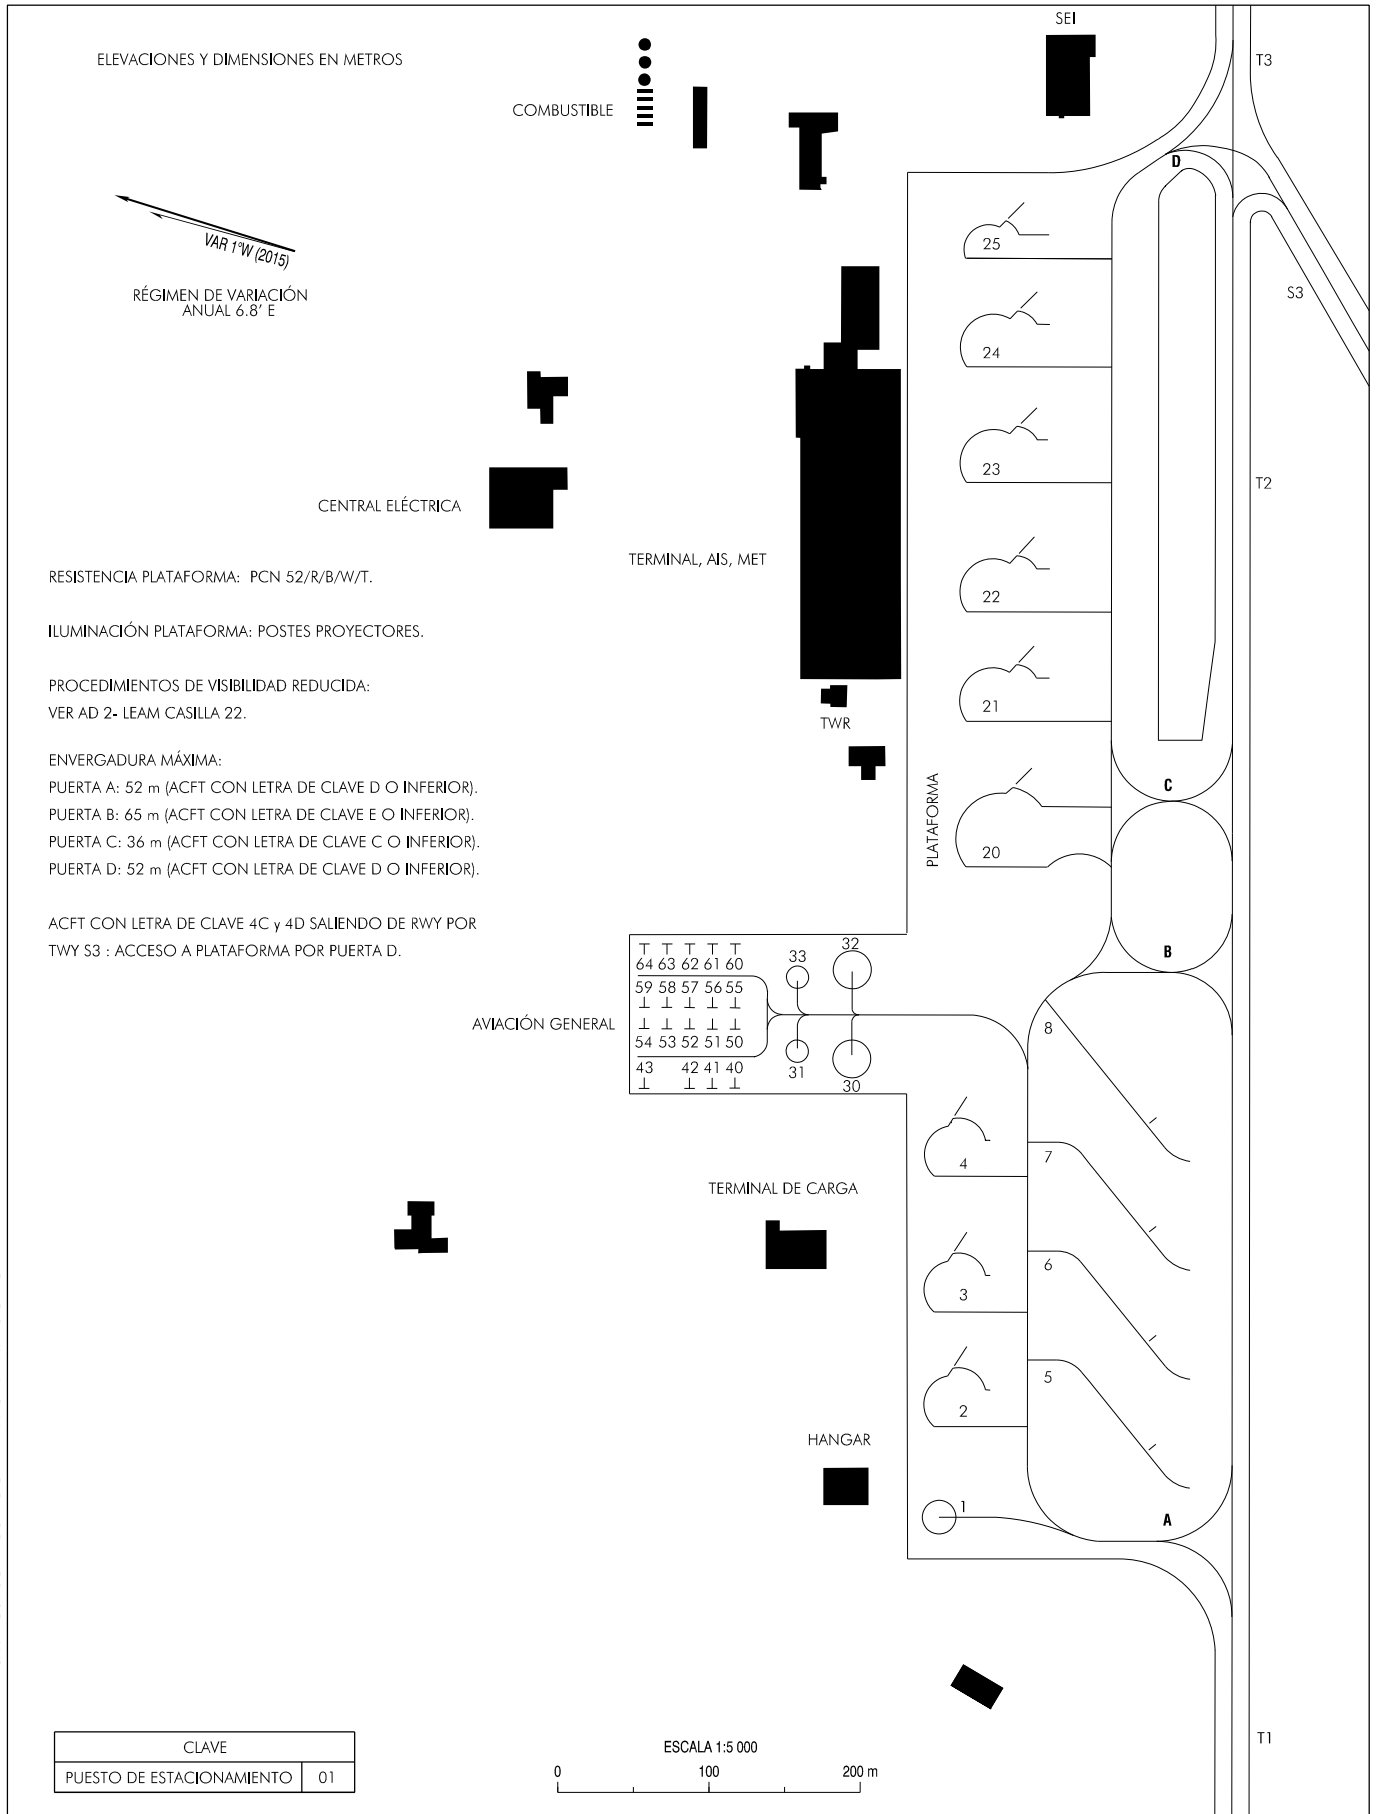 SEI
ELEVACIONES Y DIMENSIONES EN METROS
T3
COMBUSTIBLE
D
VAR 1°W (2015)
25
RÉGIMEN DE VARIACIÓN
ANUAL 6.8' E
S3
24
23
T2
CENTRAL ELÉCTRICA
TERMINAL, AIS, MET
RESISTENCIA PLATAFORMA: PCN 52/R/B/W/T.
22
ILUMINACIÓN PLATAFORMA: POSTES PROYECTORES.
PROCEDIMIENTOS DE VISIBILIDAD REDUCIDA:
VER AD 2- LEAM CASILLA 22.
21
TWR
ENVERGADURA MÁXIMA:
PUERTA A: 52 m (ACFT CON LETRA DE CLAVE D O INFERIOR).
PUERTA B: 65 m (ACFT CON LETRA DE CLAVE E O INFERIOR).
PUERTA C: 36 m (ACFT CON LETRA DE CLAVE C O INFERIOR).
PUERTA D: 52 m (ACFT CON LETRA DE CLAVE D O INFERIOR).
C
PLATAFORMA
20
ACFT CON LETRA DE CLAVE 4C y 4D SALIENDO DE RWY POR
TWY S3 : ACCESO A PLATAFORMA POR PUERTA D.
B
64 63 62 61 60
33
32
59 58 57 56 55
AVIACIÓN GENERAL
54 53 52 51 50
43 42 41 40
31
30
8
4
7
TERMINAL DE CARGA
6
3
5
2
HANGAR
1
A
T1
CLAVE
PUESTO DE ESTACIONAMIENTO 01
ESCALA 1:5 000
0 100 200 m